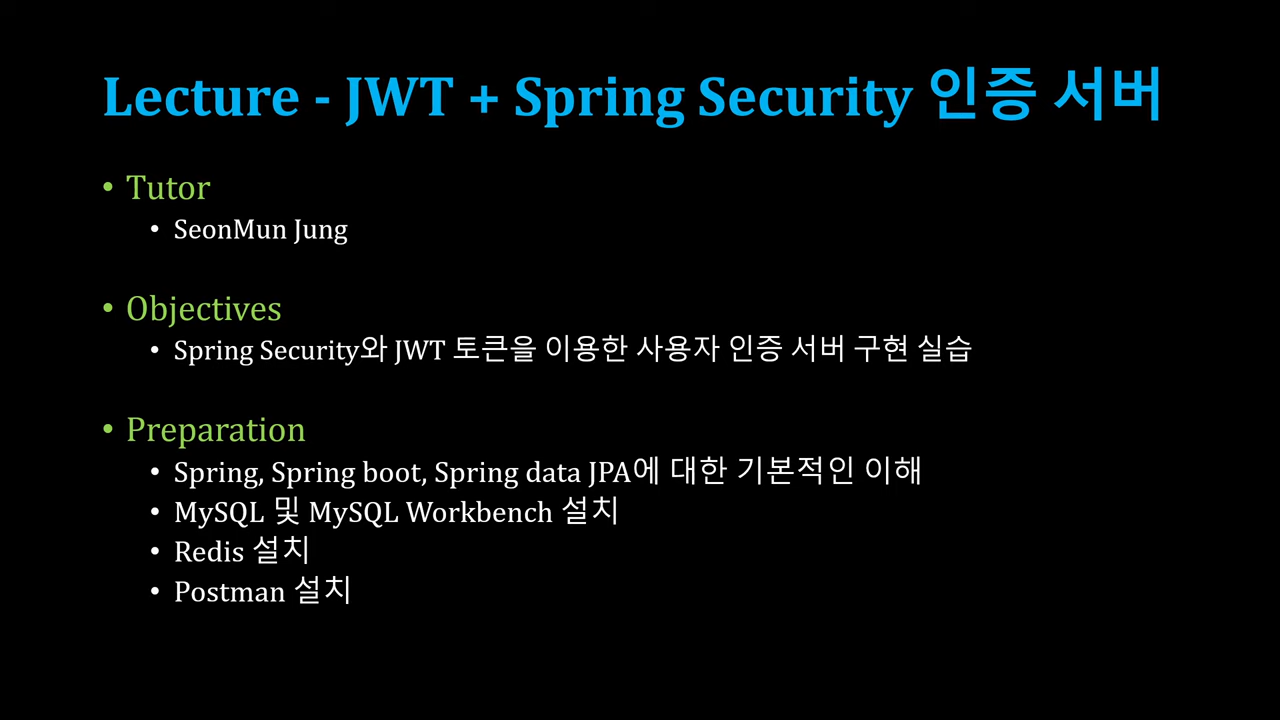 Lecture - JWT + Spring Security 인증 서버
• Tutor
• SeonMun Jung
• Objectives
• Spring Security와 JWT 토큰을 이용한 사용자 인증 서버 구현 실습
• Preparation
• Spring, Spring boot, Spring data JPA에 대한 기본적인 이해
• MySQL 및 MySQL Workbench 설치
• Redis 설치
• Postman 설치